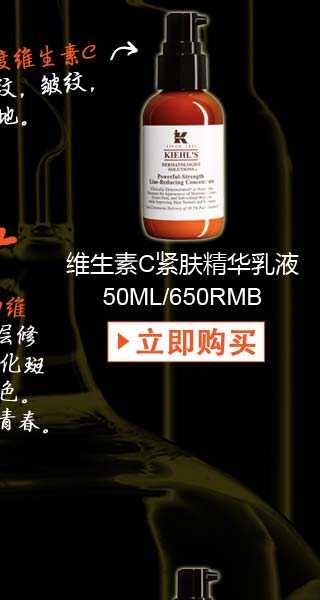 度维生素C
纹，皱纹，
地。
KIEHL'S
SINCE 1851
DERMATOLOGIST
SOLUTIONS
Powerful-Strength
Line-Reducing Concentrate
维生素C紧肤精华乳液
50ML/650RMB
立即购买
维
层修
化斑
色。
青春。